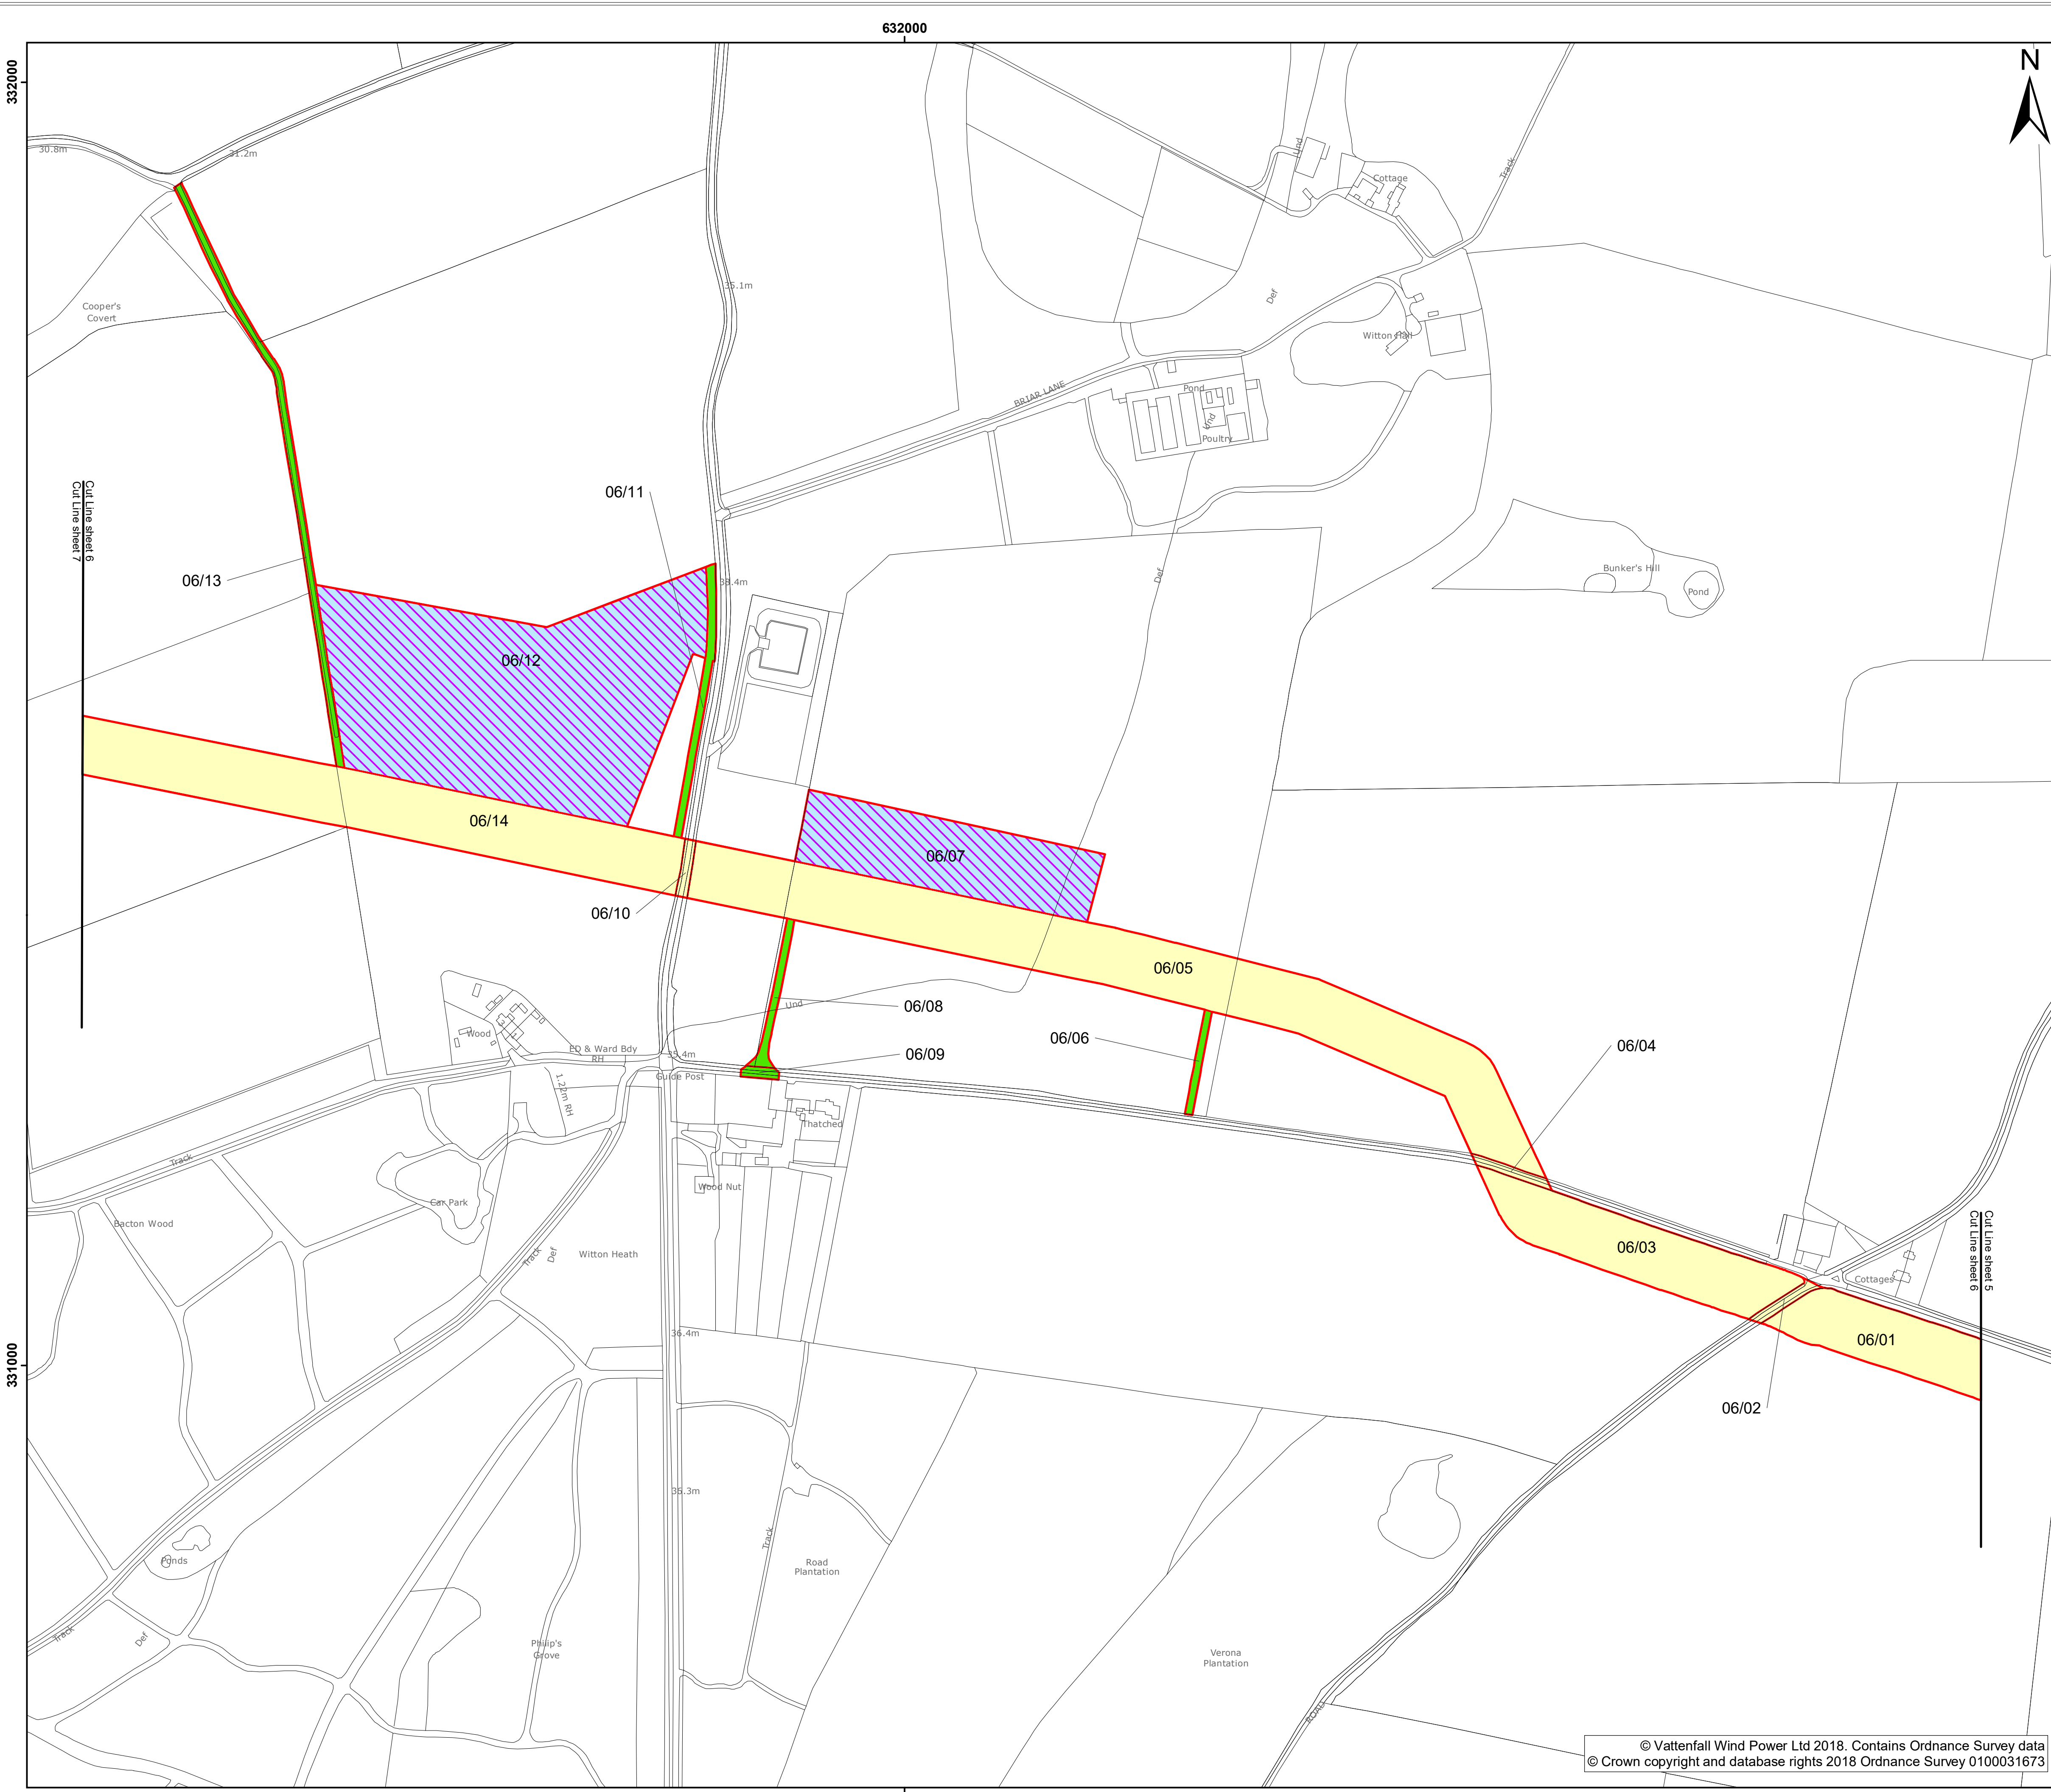 632000
332000
N
30.8m
31.2m
Und
Cottage
Track
35.1m
Def
Cooper's
Covert
Witton Hall
BRIAR LANE
Pond
Und
Poultry
06/11
Cut Line sheet 6
Cut Line sheet 7
06/13
38.4m
Def
Bunker's Hill
Pond
06/12
06/14
06/07
06/10
06/05
06/08
Und
Wood
06/06
06/04
ED & Ward Bdy
RH
35.4m
06/09
Guide Post
1.22m RH
Thatched
Track
Wood Nut
Car Park
Bacton Wood
Track
Def
Witton Heath
06/03
Cut Line sheet 5
Cut Line sheet 6
Cottages
36.4m
06/01
331000
06/02
36.3m
Track
Ponds
Road
Plantation
Track
Def
Philip's
Grove
Verona
Plantation
ROAD
© Vattenfall Wind Power Ltd 2018. Contains Ordnance Survey data
© Crown copyright and database rights 2018 Ordnance Survey 0100031673